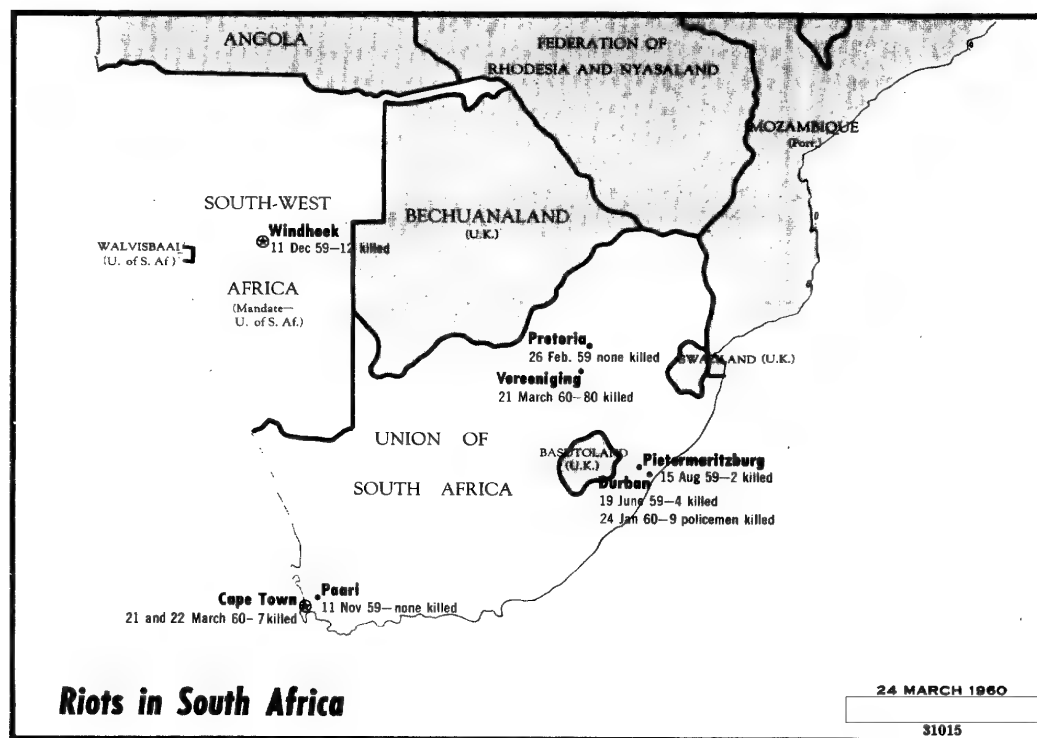 ANGOLA
FEDERATION OF
RHODESIA AND NYASALAND
MOZAMBIQUE
(Port.)
SOUTH-WEST
AFRICA
(Mandate—
U. of S. Af.)
WALVISBAAI
(U. of S. Af)
Windhoek
11 Dec 59—12 killed
BECHUANALAND
(U.K.)
Pretoria
26 Feb. 59 none killed
SWAZILAND (U.K.)
Vereeniging
21 March 60—80 killed
UNION OF
SOUTH AFRICA
BASUTOLAND
(U.K.)
Pietermaritzburg
15 Aug 59—2 killed
Durban
19 June 59—4 killed
24 Jan 60—9 policemen killed
Paarl
11 Nov 59—none killed
Cape Town
21 and 22 March 60-7 killed
Riots in South Africa
24 MARCH 1960
31015